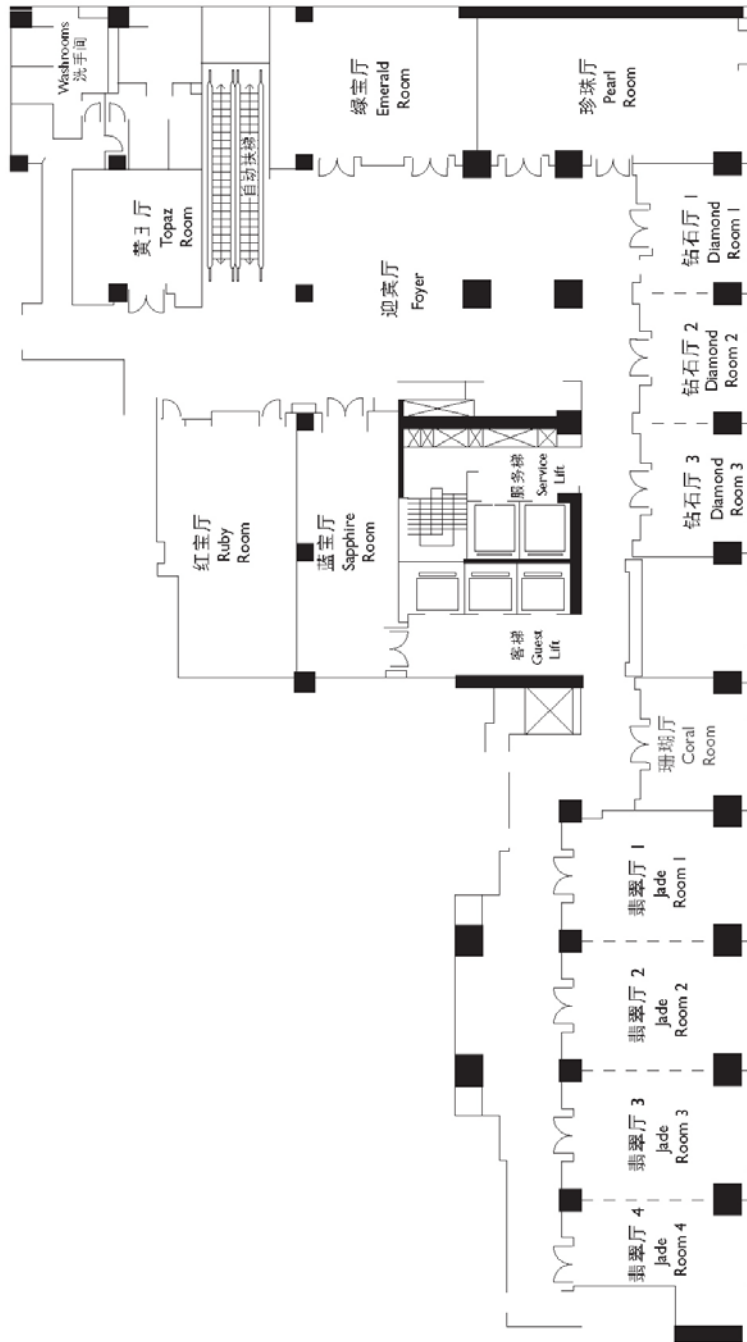 Washrooms
洗手间
黄玉厅
Topaz
Room
自动扶梯
绿宝厅
Emerald
Room
珍珠厅
Pearl
Room
迎宾厅
Foyer
钻石厅 1
Diamond
Room 1
钻石厅 2
Diamond
Room 2
钻石厅 3
Diamond
Room 3
红宝厅
Ruby
Room
蓝宝厅
Sapphire
Room
服务梯
Service
Lift
客梯
Guest
Lift
珊瑚厅
Coral
Room
翡翠厅 1
Jade
Room 1
翡翠厅 2
Jade
Room 2
翡翠厅 3
Jade
Room 3
翡翠厅 4
Jade
Room 4